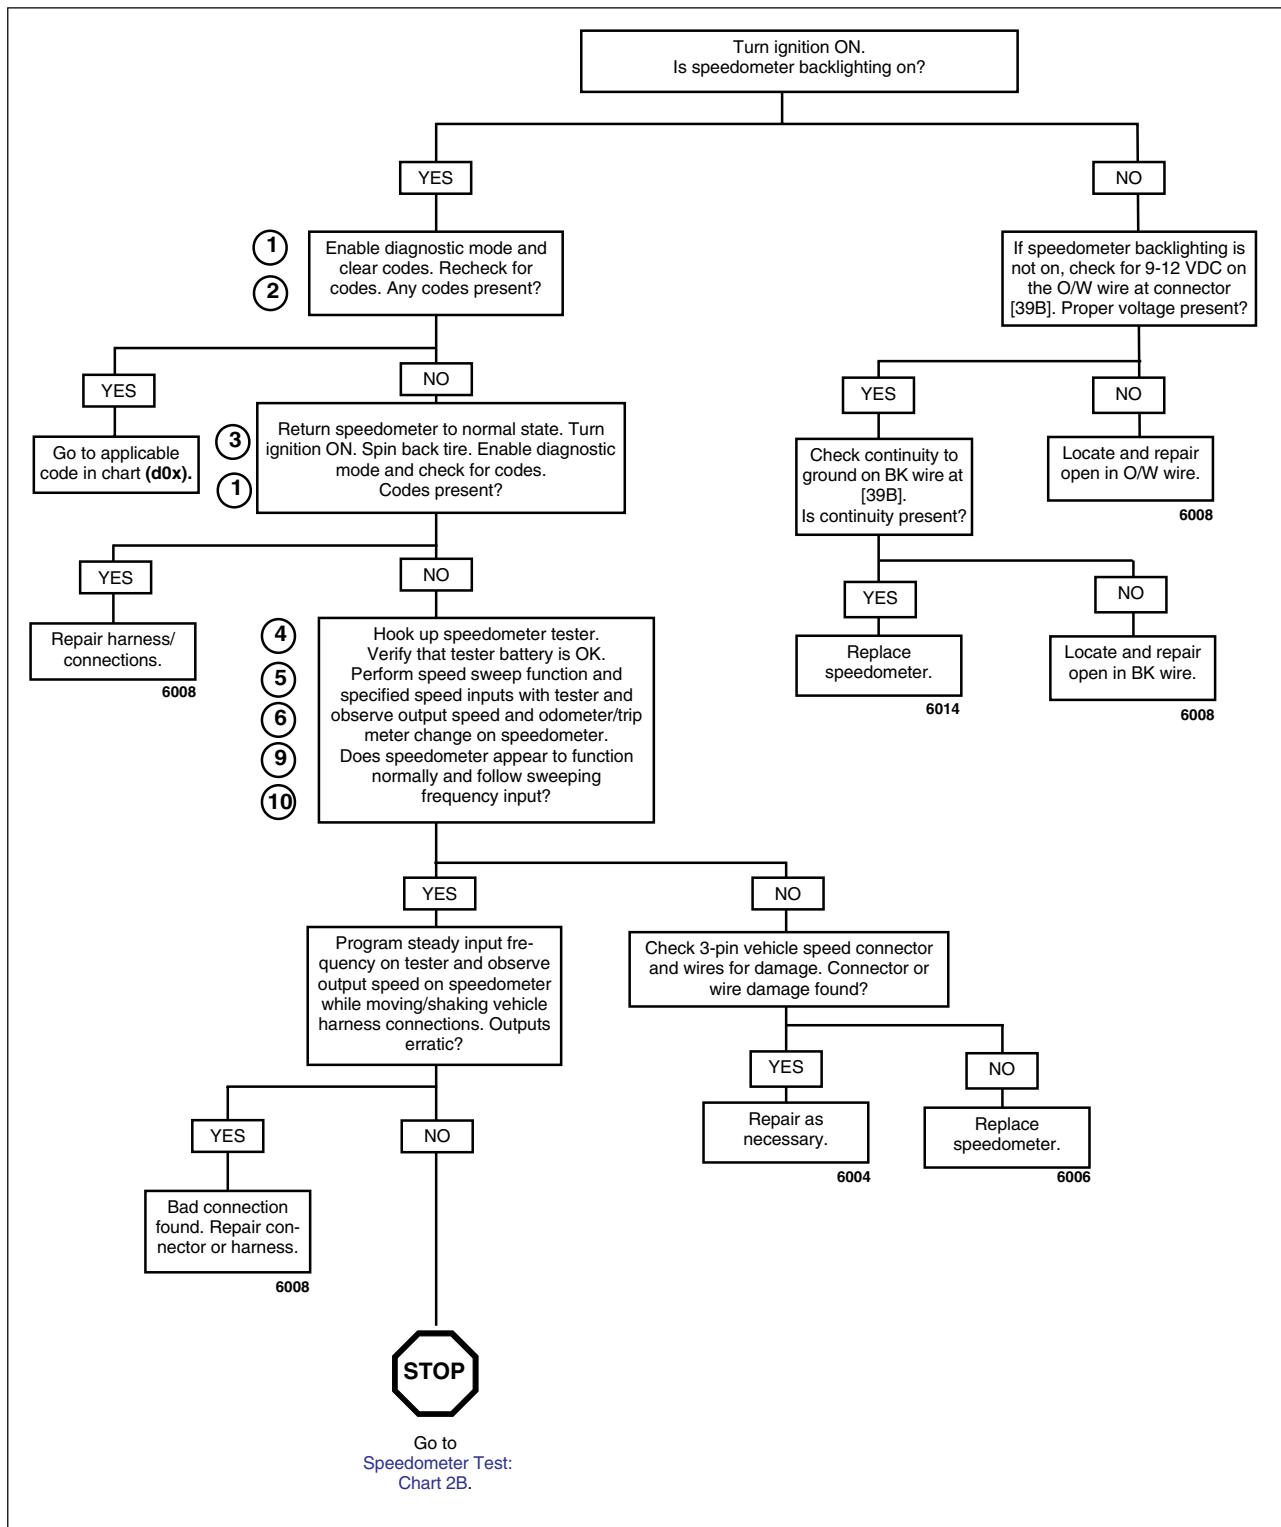 Turn ignition ON.
Is speedometer backlighting on?
YES
NO
1
2
Enable diagnostic mode and
clear codes. Recheck for
codes. Any codes present?
If speedometer backlighting is
not on, check for 9-12 VDC on
the O/W wire at connector
[39B]. Proper voltage present?
YES
NO
YES
NO
Go to applicable
code in chart (d0x).
3
1
Return speedometer to normal state. Turn
ignition ON. Spin back tire. Enable diagnostic
mode and check for codes.
Codes present?
Check continuity to
ground on BK wire at
[39B].
Is continuity present?
Locate and repair
open in O/W wire.
6008
YES
NO
YES
NO
Repair harness/
connections.
6008
4
5
6
9
10
Hook up speedometer tester.
Verify that tester battery is OK.
Perform speed sweep function and
specified speed inputs with tester and
observe output speed and odometer/trip
meter change on speedometer.
Does speedometer appear to function
normally and follow sweeping
frequency input?
Replace
speedometer.
6014
Locate and repair
open in BK wire.
6008
YES
NO
Program steady input fre-
quency on tester and observe
output speed on speedometer
while moving/shaking vehicle
harness connections. Outputs
erratic?
Check 3-pin vehicle speed connector
and wires for damage. Connector or
wire damage found?
YES
NO
YES
NO
Repair as
necessary.
6004
Replace
speedometer.
6006
Bad connection
found. Repair con-
nector or harness.
6008
STOP
Go to
Speedometer Test:
Chart 2B.